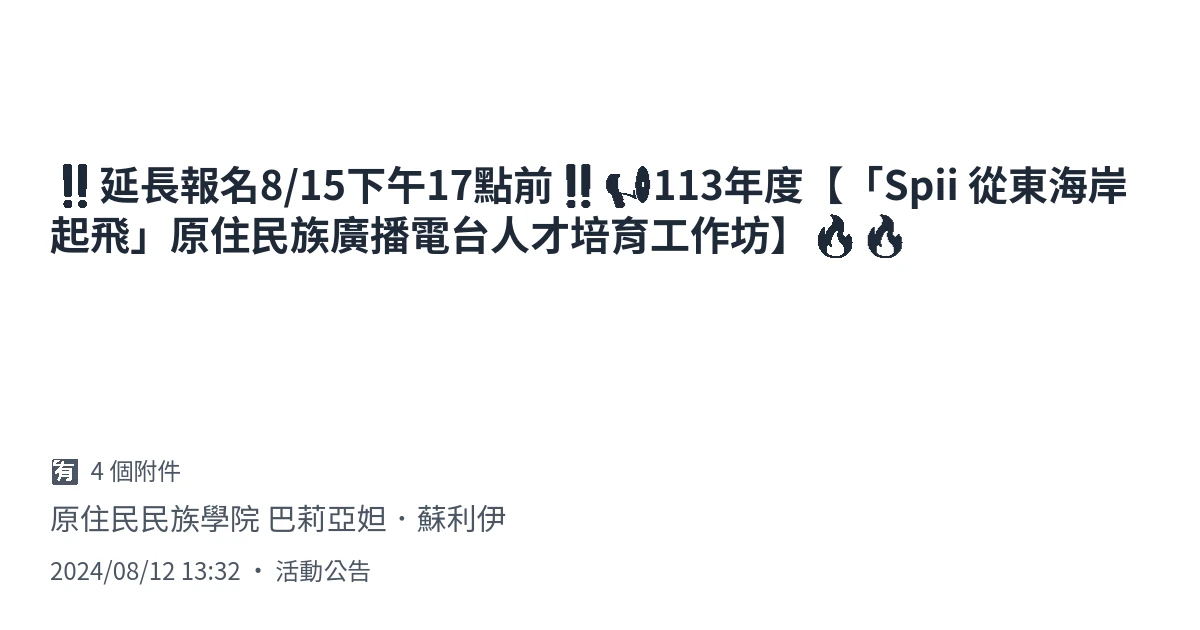 ‼️延長報名8/15下午17點前‼️📢113年度【「Spii 從東海岸
起飛」原住民族廣播電台人才培育工作坊】🔥🔥
🈶 4 個附件
原住民民族學院 巴莉亞妲．蘇利伊
2024/08/12 13:32 • 活動公告